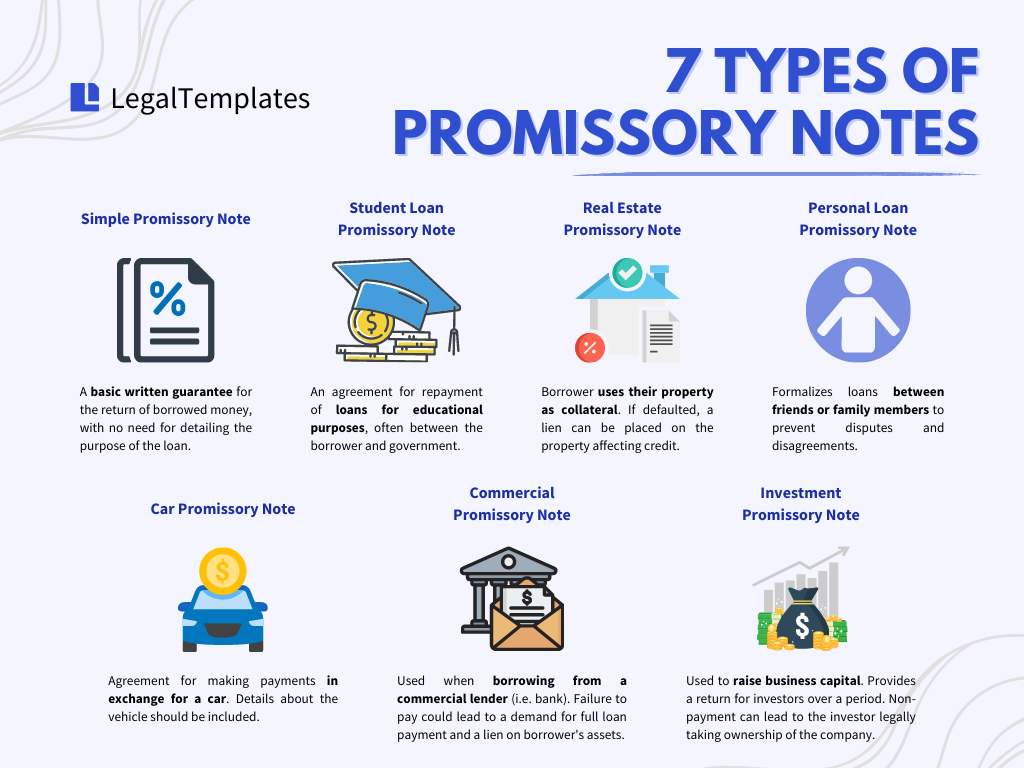 LegalTemplates
7 TYPES OF
PROMISSORY NOTES
Simple Promissory Note
%
A basic written guarantee for
the return of borrowed money,
with no need for detailing the
purpose of the loan.
Student Loan
Promissory Note
$
An agreement for repayment
of loans for educational
purposes, often between the
borrower and government.
Real Estate
Promissory Note
%
Borrower uses their property
as collateral. If defaulted, a
lien can be placed on the
property affecting credit.
Personal Loan
Promissory Note
Formalizes loans between
friends or family members to
prevent disputes and
disagreements.
Car Promissory Note
$
Agreement for making payments in
exchange for a car. Details about the
vehicle should be included.
Commercial
Promissory Note
$
Used when borrowing from a
commercial lender (i.e. bank). Failure to
pay could lead to a demand for full loan
payment and a lien on borrower's assets.
Investment
Promissory Note
$
Used to raise business capital. Provides
a return for investors over a period. Non-
payment can lead to the investor legally
taking ownership of the company.